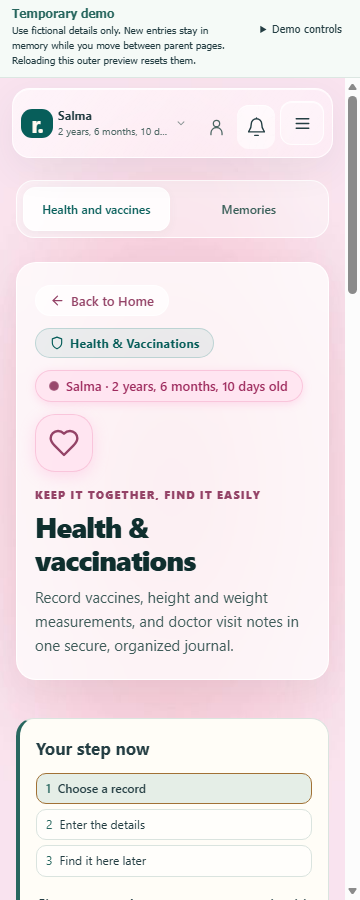 Temporary demo
Use fictional details only. New entries stay in
memory while you move between parent pages.
Reloading this outer preview resets them.
Demo controls
r.
Salma
2 years, 6 months, 10 d...
Health and vaccines
Memories
Back to Home
Health & Vaccinations
Salma · 2 years, 6 months, 10 days old
KEEP IT TOGETHER, FIND IT EASILY
Health &
vaccinations
Record vaccines, height and weight
measurements, and doctor visit notes in
one secure, organized journal.
Your step now
1 Choose a record
2 Enter the details
3 Find it here later